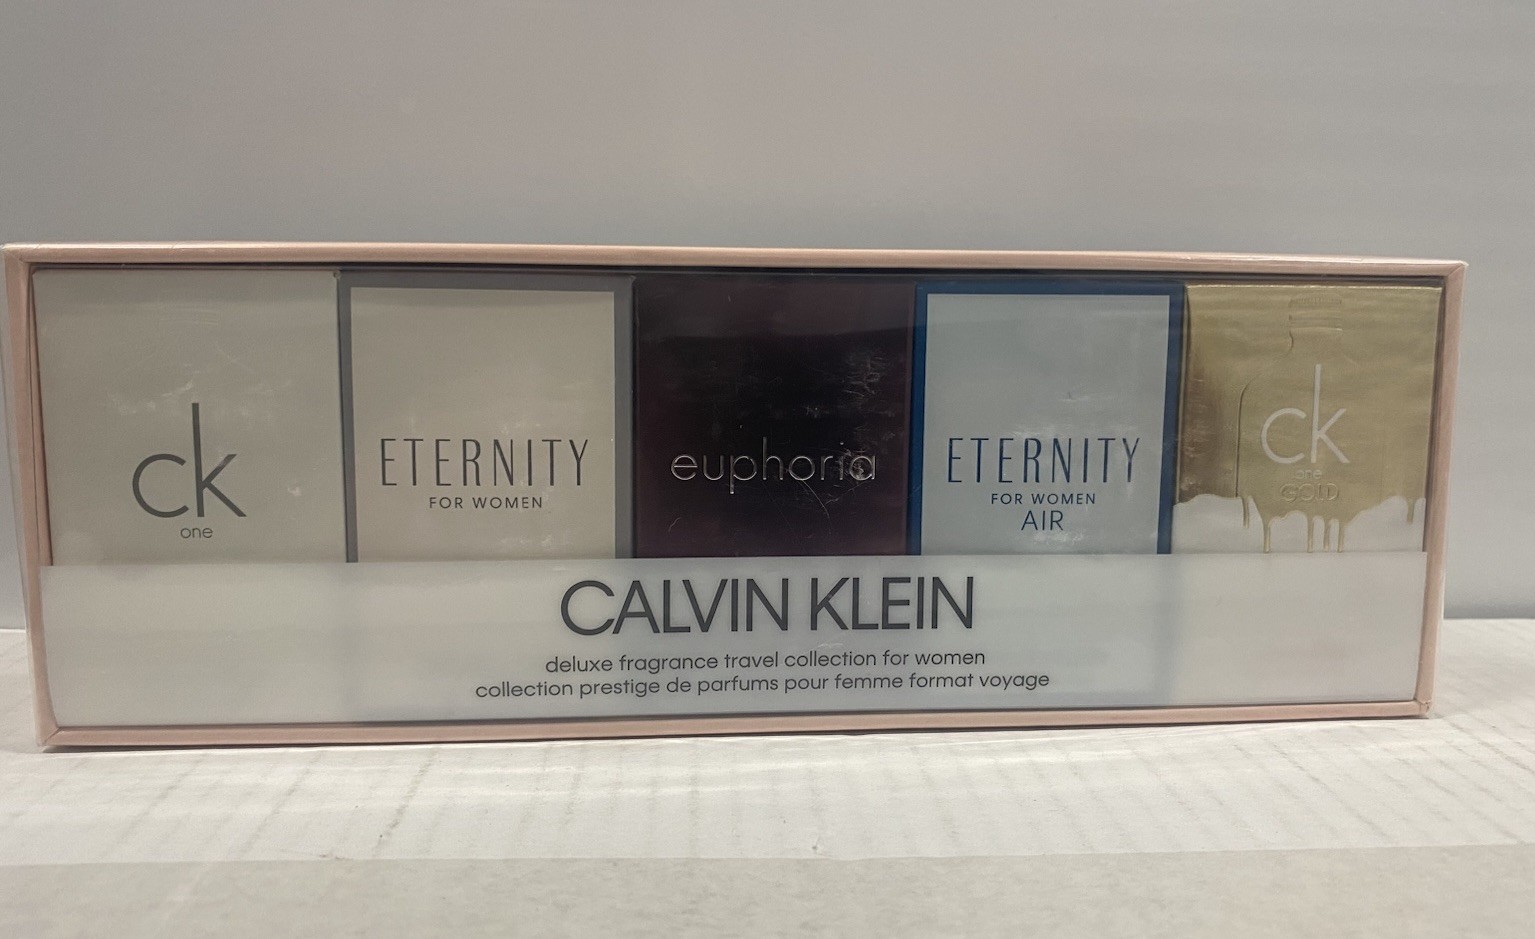 ck
one
ETERNITY
FOR WOMEN
euphoria
ETERNITY
FOR WOMEN
AIR
ck
one
GOLD
CALVIN KLEIN
deluxe fragrance travel collection for women
collection prestige de parfums pour femme format voyage